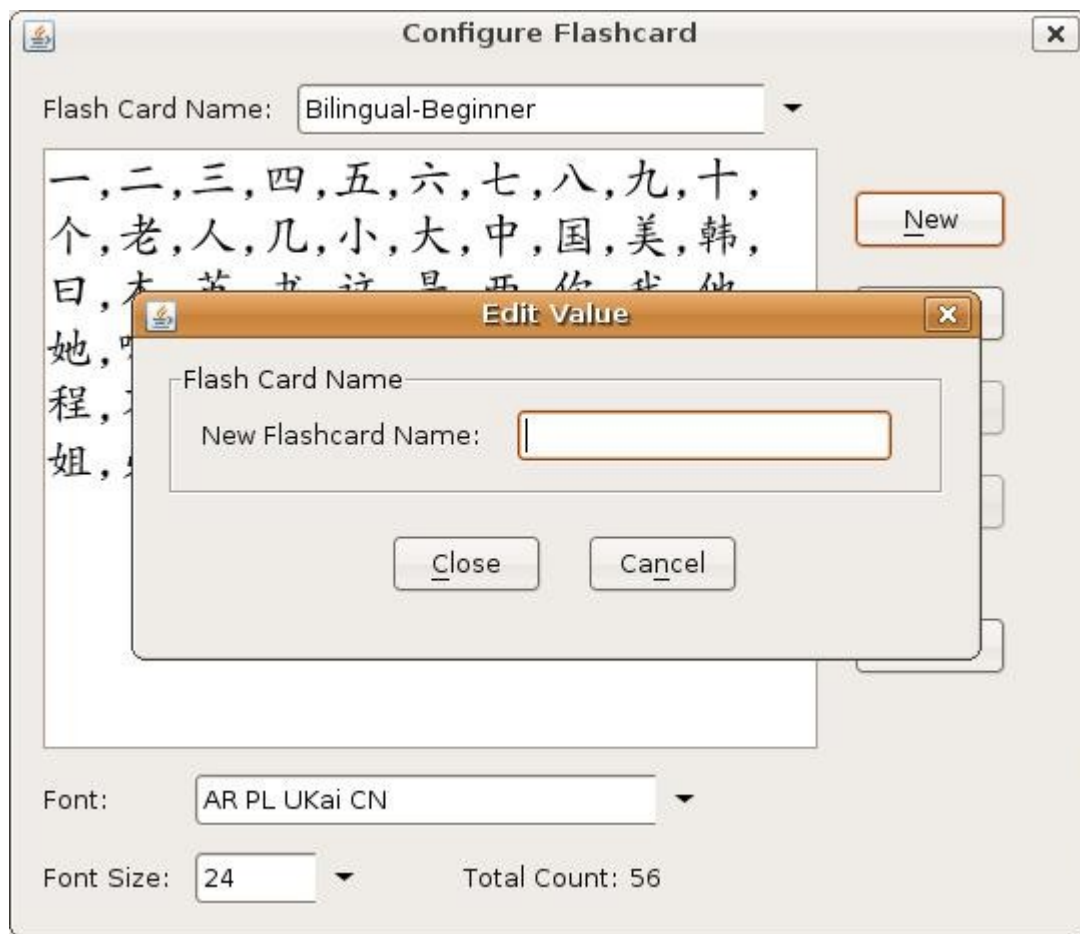 Configure Flashcard
Flash Card Name: Bilingual-Beginner
一,二,三,四,五,六,七,八,九,十,
个,老,人,几,小,大,中,国,美,韩,
New
日,
她,
程,
姐,
Edit Value
Flash Card Name
New Flashcard Name:
Close Cancel
Font: AR PL UKai CN
Font Size: 24 Total Count: 56